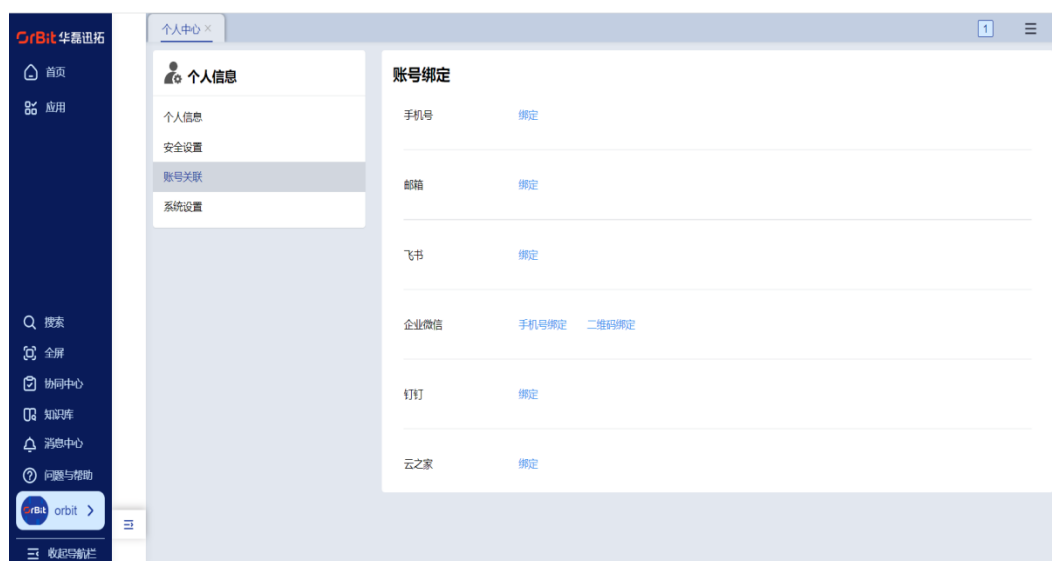 OrBit 华磊迅拓
首页
应用
搜索
全屏
协同中心
知识库
消息中心
问题与帮助
OrBit orbit
收起导航栏
个人中心 ×
1
个人信息
个人信息
安全设置
账号关联
系统设置
账号绑定
手机号 绑定
邮箱 绑定
飞书 绑定
企业微信 手机号绑定 二维码绑定
钉钉 绑定
云之家 绑定